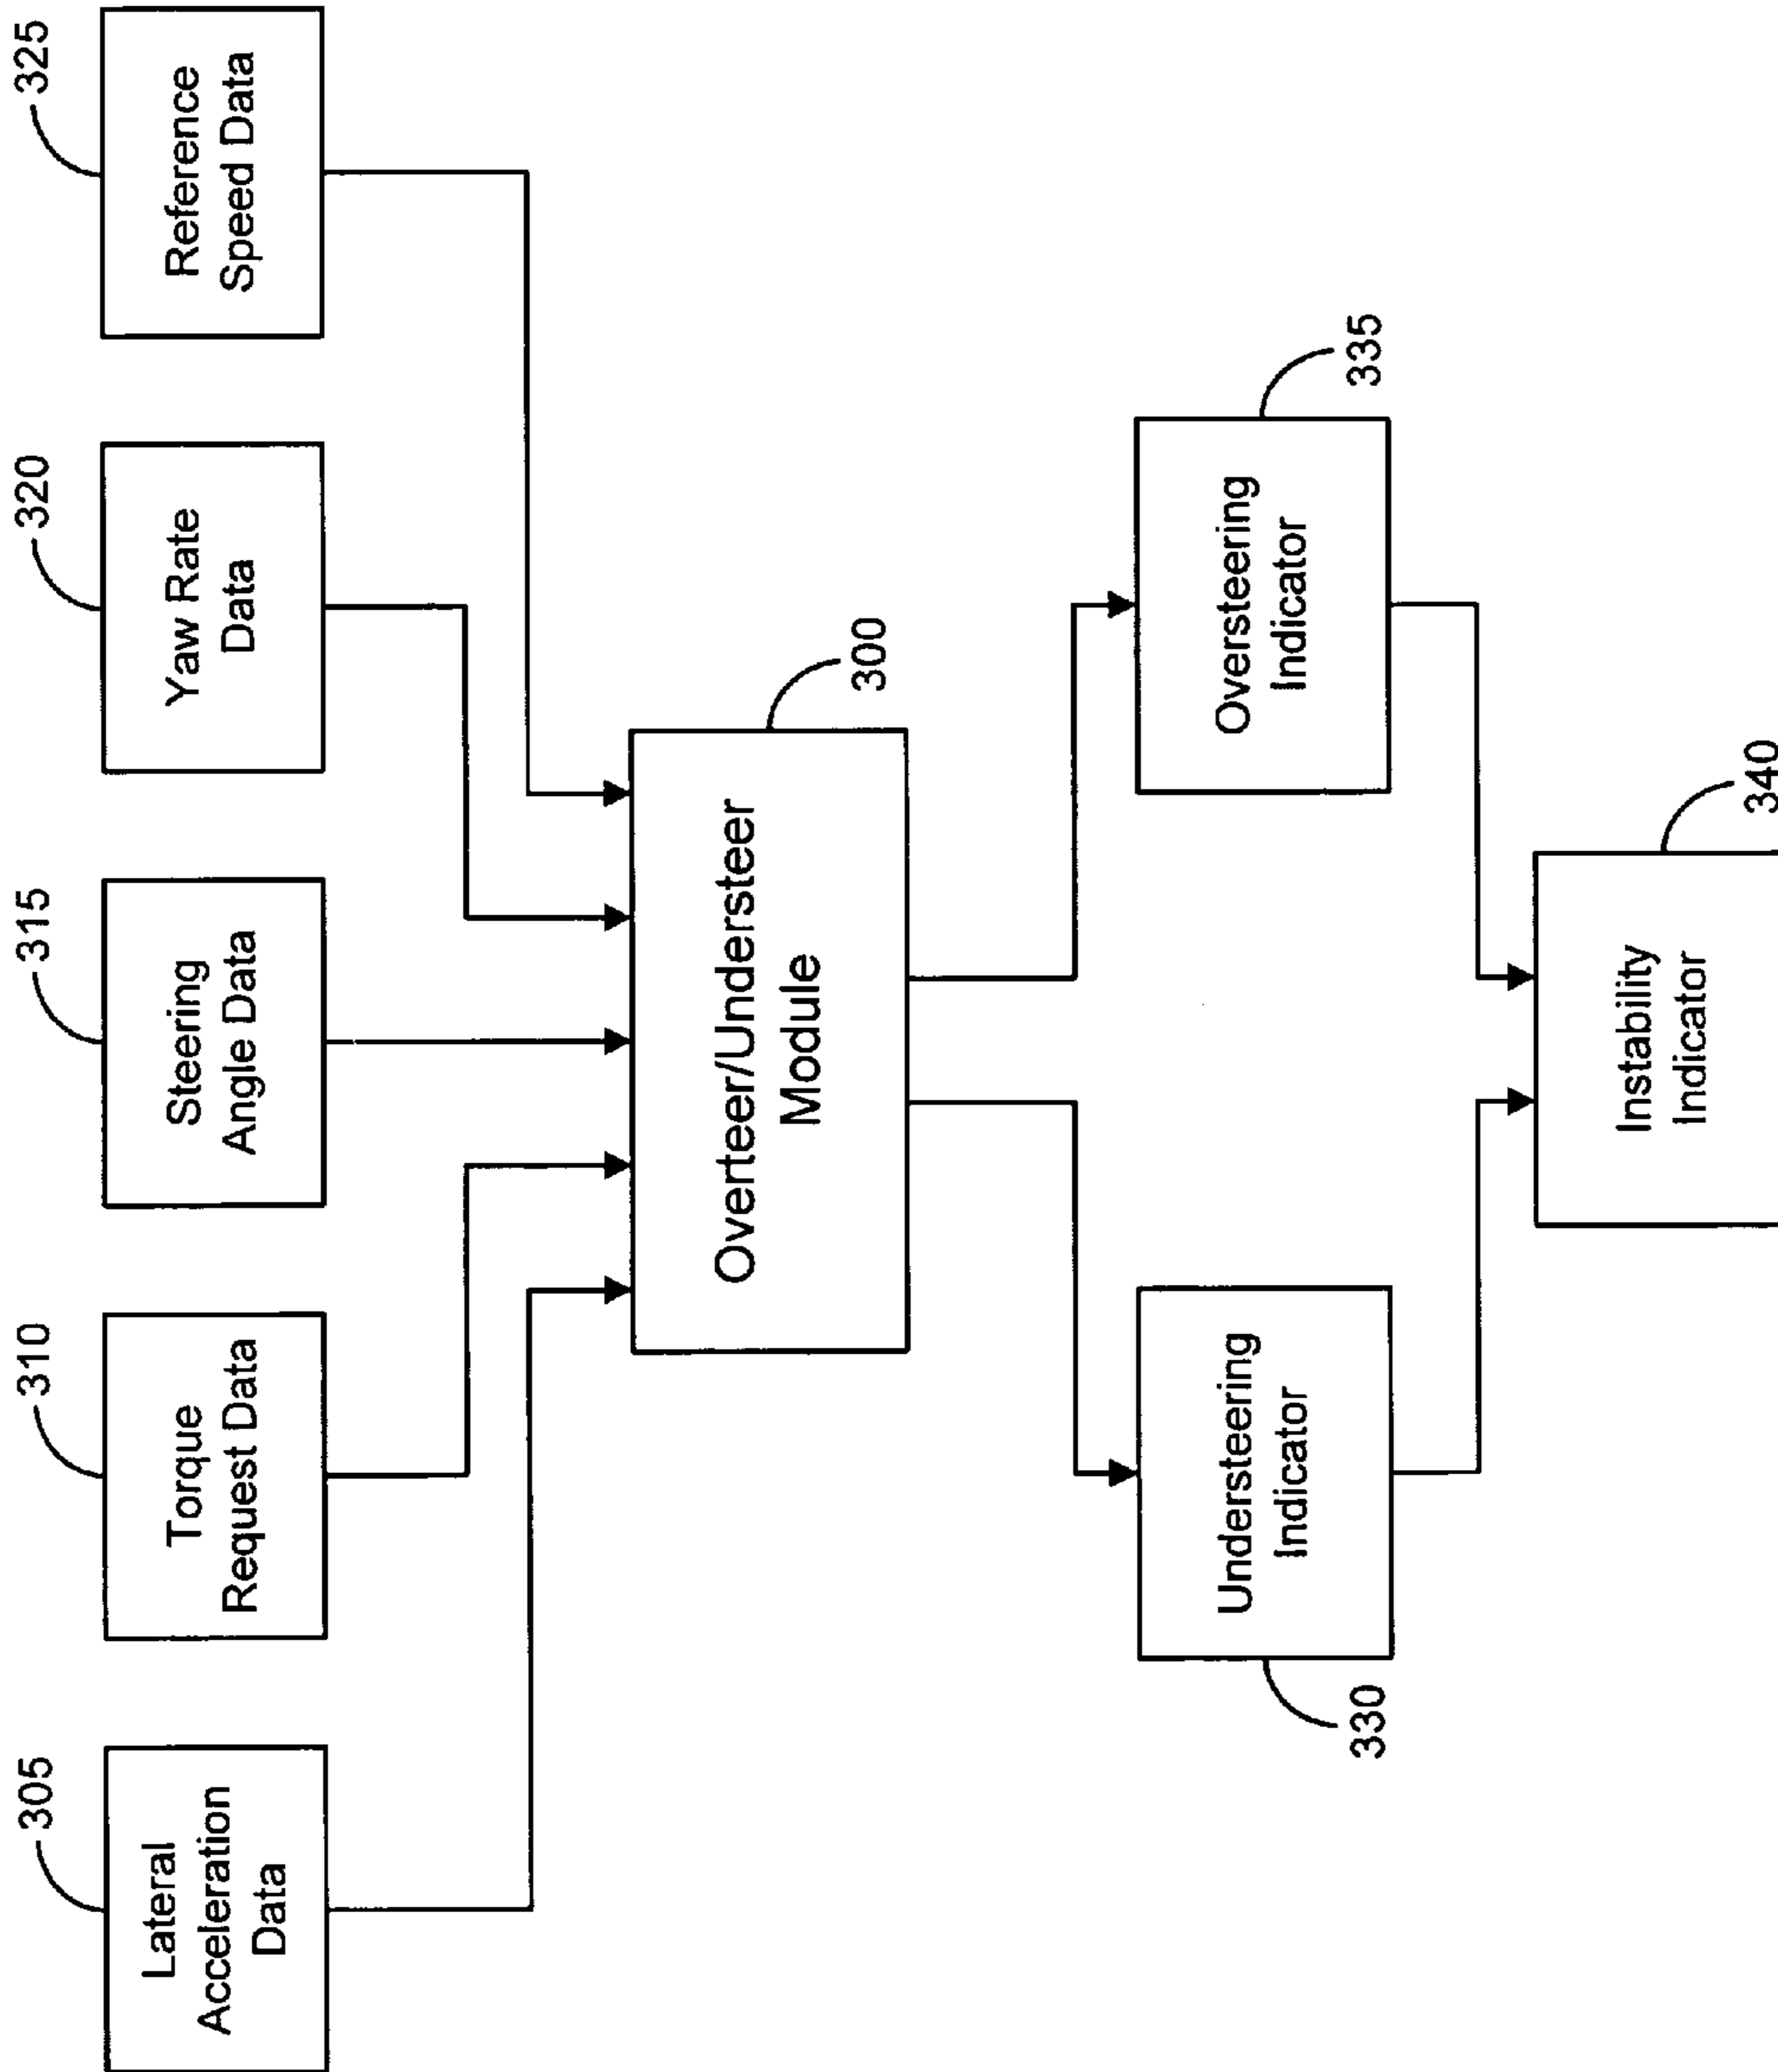 305
310
315
320
325
Lateral
Acceleration
Data
Torque
Request Data
Steering
Angle Data
Yaw Rate
Data
Reference
Speed Data
300
Overteer/Understeer
Module
330
335
Understeering
Indicator
Oversteering
Indicator
340
Instability
Indicator